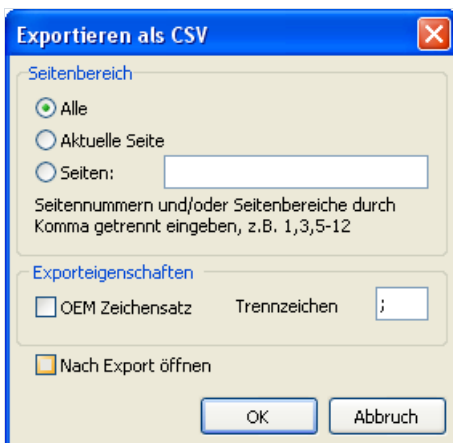 Exportieren als CSV
Seitenbereich
Alle
Aktuelle Seite
Seiten:
Seitennummern und/oder Seitenbereiche durch
Komma getrennt eingeben, z.B. 1,3,5-12
Exporteigenschaften
OEM Zeichensatz Trennzeichen ;
Nach Export öffnen
OK Abbruch